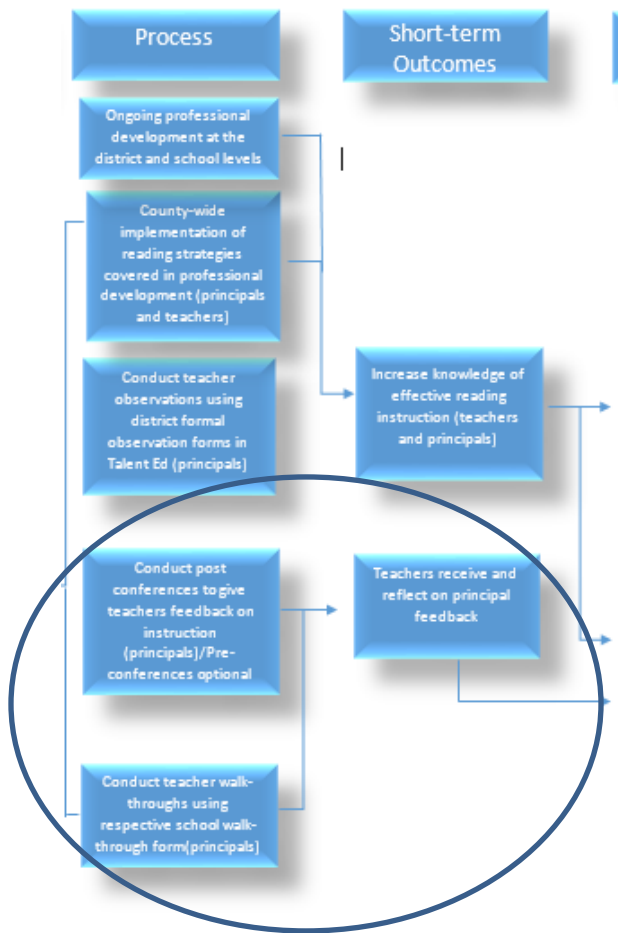 Process
Short-term
Outcomes
Ongoing professional
development at the
district and school levels
County-wide
implementation of
reading strategies
covered in professional
development (principals
and teachers]
Conduct teacher
observations using
district formal
observation forms in
Talent Ed (principals)
Increase knowledge of
effective reading
instruction (teachers
and principals]
Conduct post
conferences to give
teachers feedback on
instruction
(principals)/Pre-
conferences optional
Teachers receive and
reflect on principal
feedback
Conduct teacher walk-
throughs using
respective school walk-
through form(principals]